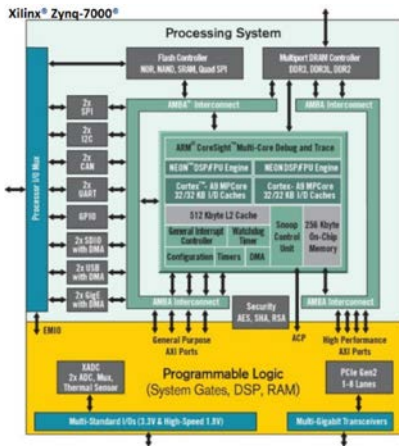 Xilinx® Zynq-7000®
Processing System
Flash Controller
NOR, NAND, SRAM, Quad SPI
Multiport DRAM Controller
DDR3, DDR3L, DDR2
AMBA® Interconnect
AMBA Interconnect
Processor I/O Mux
2x
SPI
2x
I2C
2x
CAN
2x
UART
GPIO
2x SDIO
with DMA
2x USB
with DMA
2x GigE
with DMA
ARM® CoreSight™ Multi-Core Debug and Trace
NEON™ DSP/FPU Engine
NEON DSP/FPU Engine
Cortex™- A9 MPCore
32/32 KB I/D Caches
Cortex- A9 MPCore
32/32 KB I/D Caches
512 Kbyte L2 Cache
General Interrupt
Controller
Watchdog
Timer
Configuration
Timers
DMA
Snoop
Control
Unit
256 Kbyte
On-Chip
Memory
AMBA Interconnect
Security
AES, SHA, RSA
AMBA Interconnect
EMIO
General Purpose
AXI Ports
ACP
High Performance
AXI Ports
XADC
2x ADC, Mux,
Thermal Sensor
Programmable Logic
(System Gates, DSP, RAM)
PCIe Gen2
1-8 Lanes
Multi-Standard I/Os (3.3V & High-Speed 1.8V)
Multi-Gigabit Transceivers